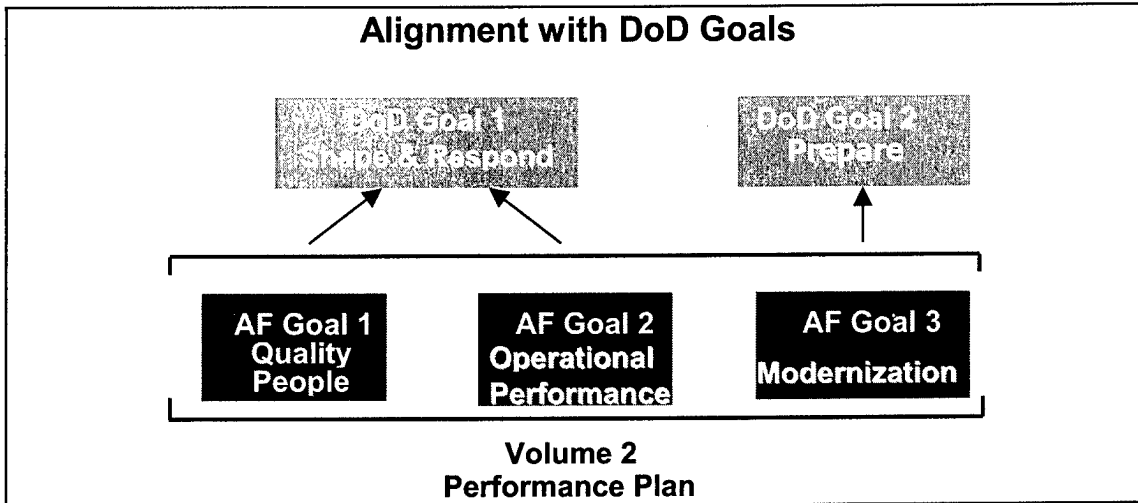 Alignment with DoD Goals
DoD Goal 1
Shape & Respond
DoD Goal 2
Prepare
AF Goal 1
Quality
People
AF Goal 2
Operational
Performance
AF Goal 3
Modernization
Volume 2
Performance Plan